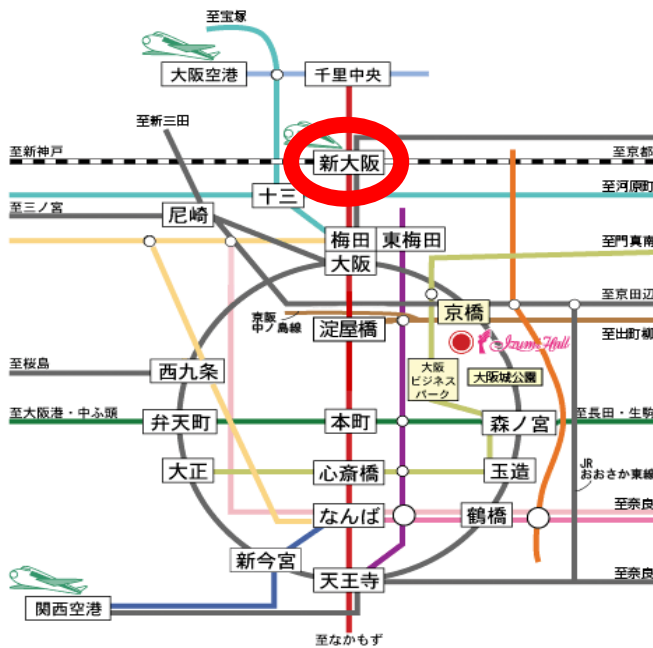 至宝塚
大阪空港
千里中央
至新三田
至新神戸
新大阪
至京都
十三
至河原町
至三ノ宮
尼崎
梅田
東梅田
至門真南
大阪
至京田辺
京橋
京阪
中ノ島線
淀屋橋
至出町柳
Izumi Hall
至桜島
西九条
大阪
ビジネス
パーク
大阪城公園
至大阪港・中ふ頭
弁天町
本町
森ノ宮
至長田・生駒
大正
心斎橋
玉造
JR
おおさか東線
なんば
鶴橋
至奈良
新今宮
天王寺
至奈良
関西空港
至なかもず